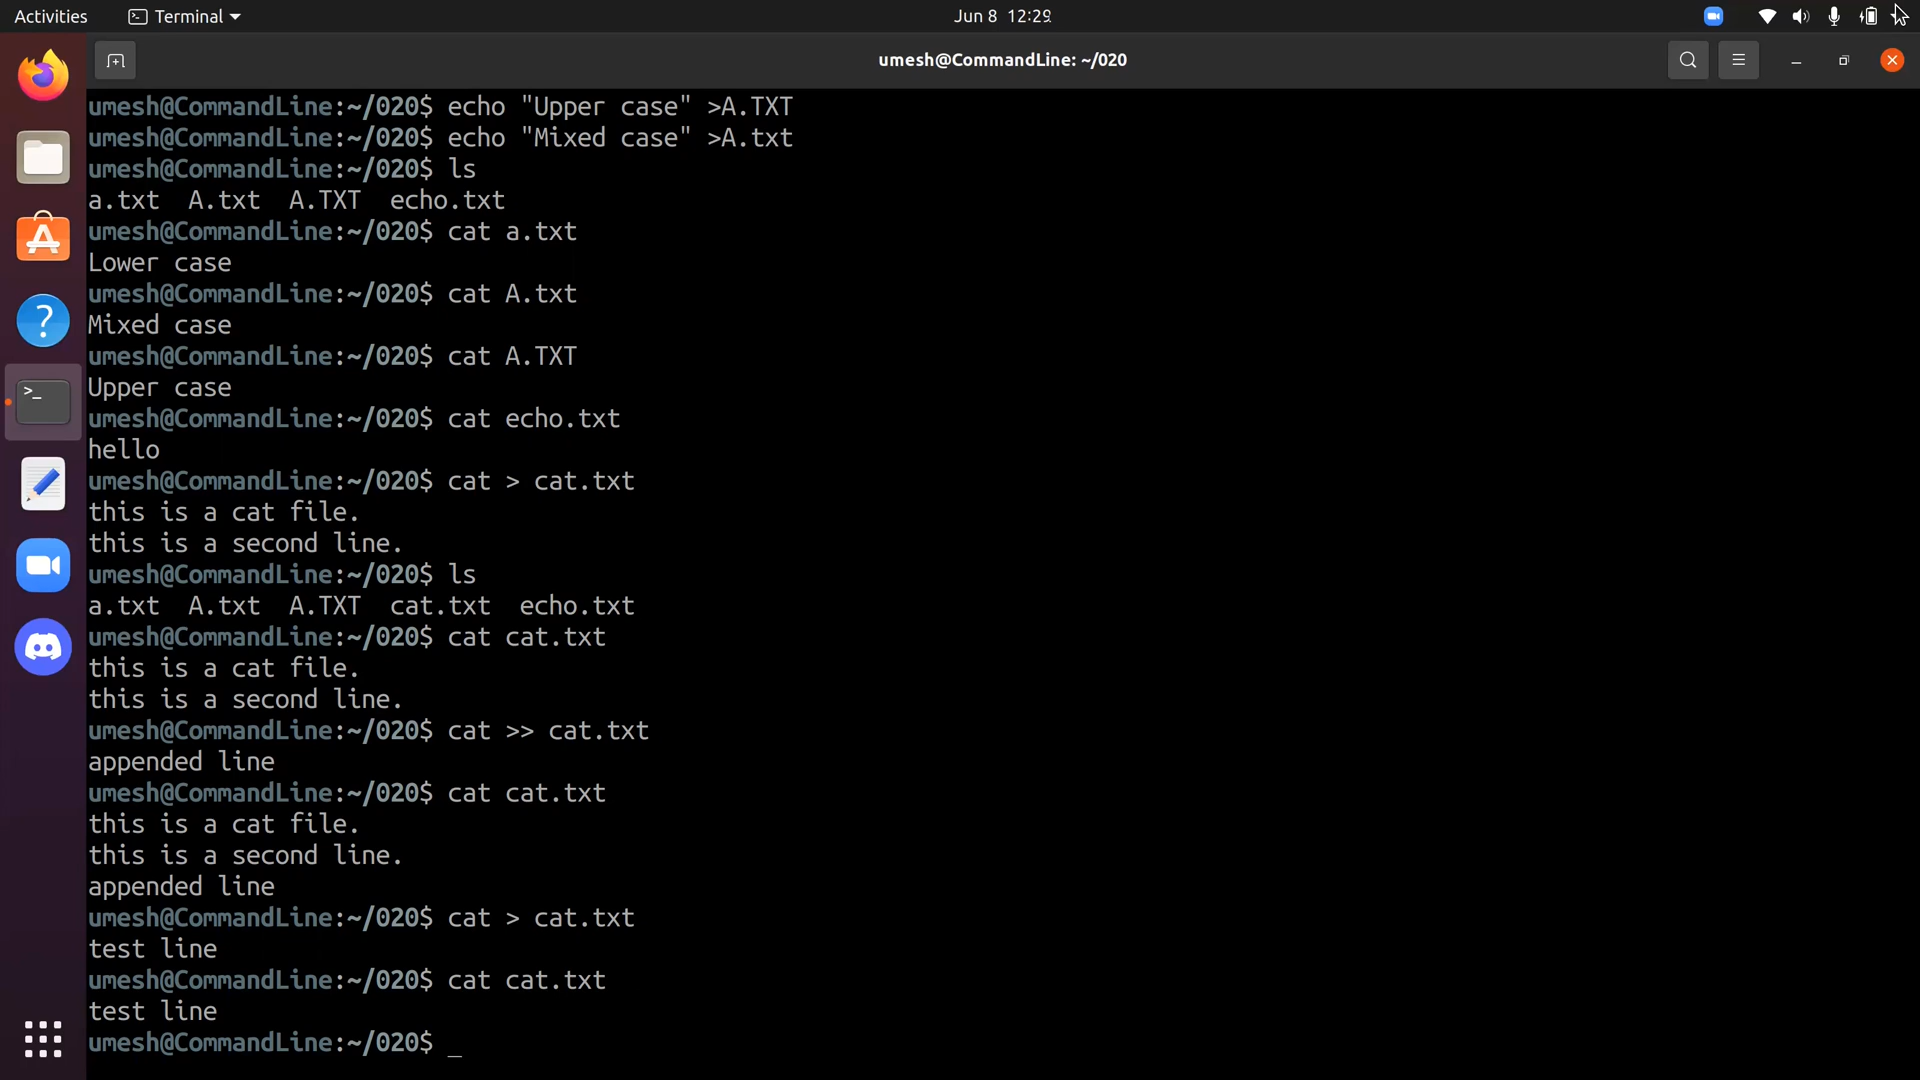 Activities
Terminal
Jun 8 12:29
umesh@CommandLine: ~/020
umesh@CommandLine:~/020$ echo "Upper case" >A.TXT
umesh@CommandLine:~/020$ echo "Mixed case" >A.txt
umesh@CommandLine:~/020$ ls
a.txt  A.txt  A.TXT  echo.txt
umesh@CommandLine:~/020$ cat a.txt
Lower case
umesh@CommandLine:~/020$ cat A.txt
Mixed case
umesh@CommandLine:~/020$ cat A.TXT
Upper case
umesh@CommandLine:~/020$ cat echo.txt
hello
umesh@CommandLine:~/020$ cat > cat.txt
this is a cat file.
this is a second line.
umesh@CommandLine:~/020$ ls
a.txt  A.txt  A.TXT  cat.txt  echo.txt
umesh@CommandLine:~/020$ cat cat.txt
this is a cat file.
this is a second line.
umesh@CommandLine:~/020$ cat >> cat.txt
appended line
umesh@CommandLine:~/020$ cat cat.txt
this is a cat file.
this is a second line.
appended line
umesh@CommandLine:~/020$ cat > cat.txt
test line
umesh@CommandLine:~/020$ cat cat.txt
test line
umesh@CommandLine:~/020$ _